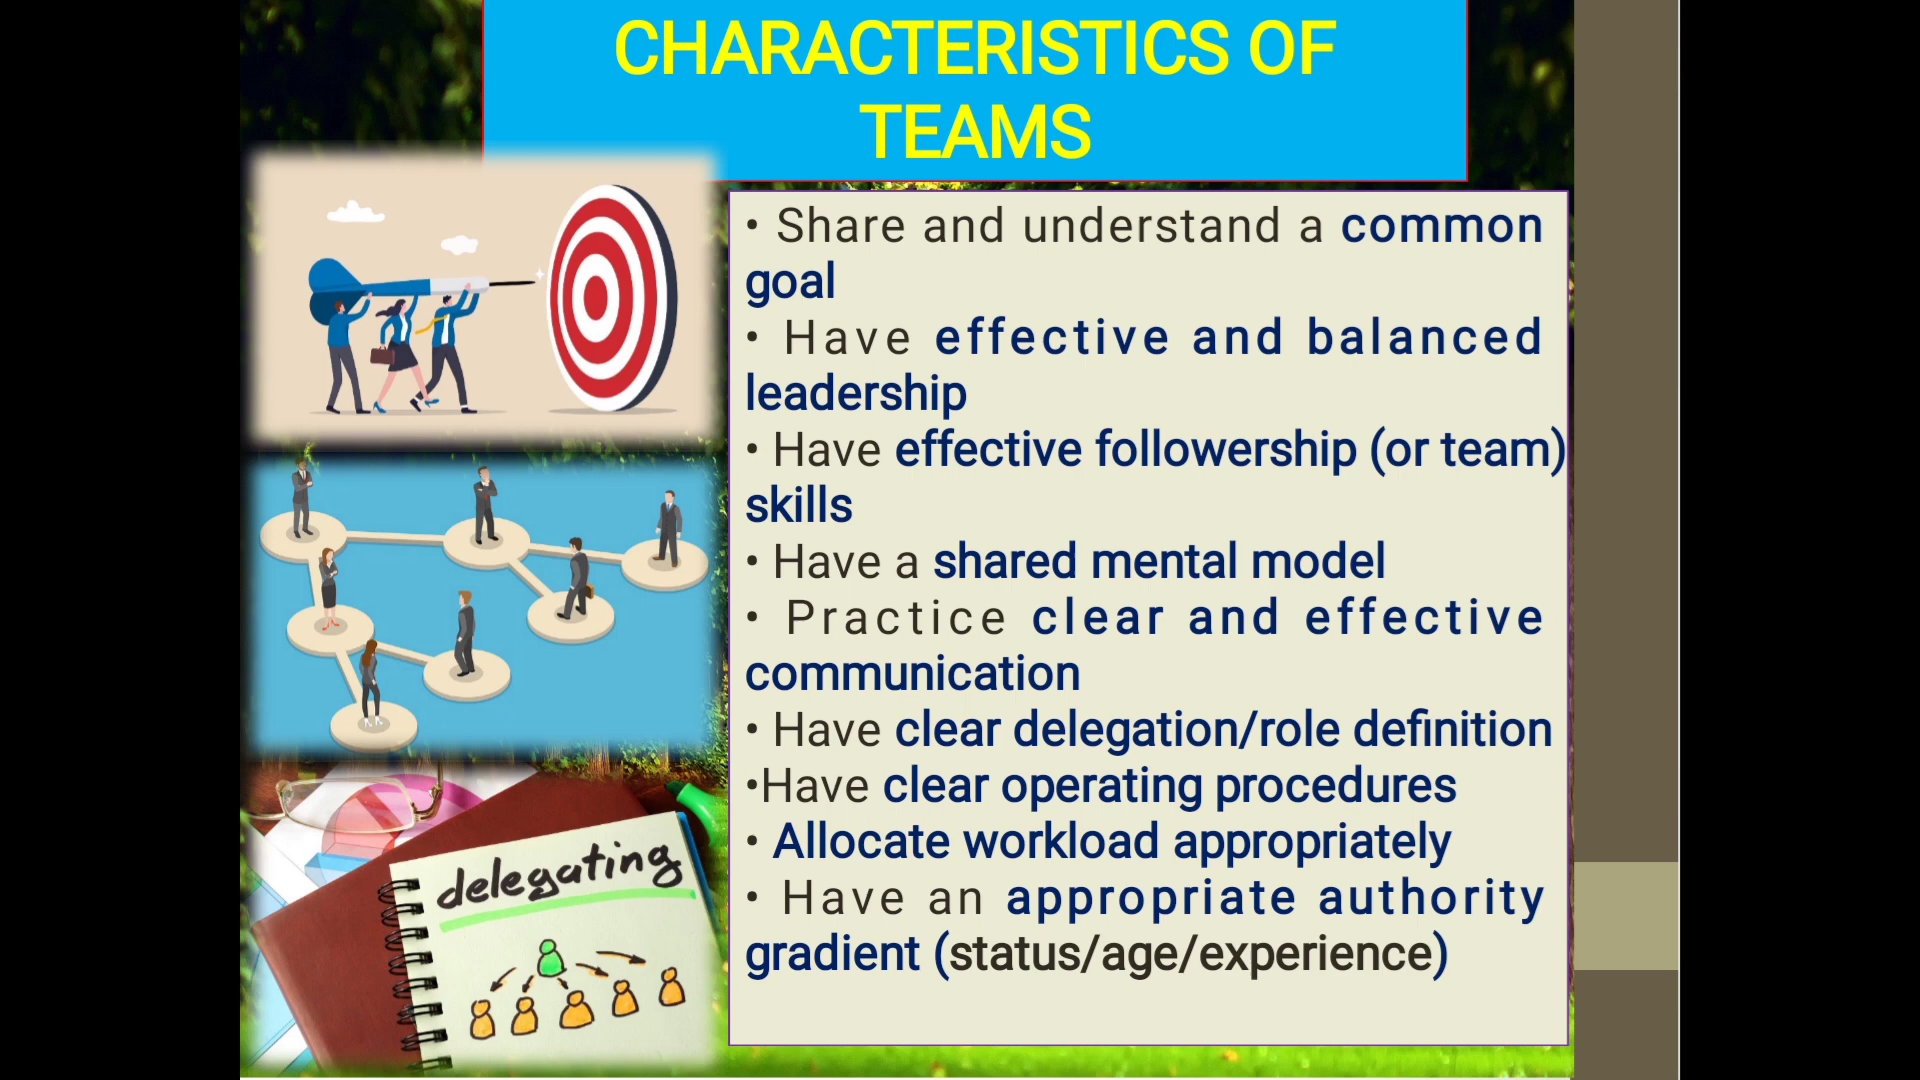 CHARACTERISTICS OF
TEAMS
• Share and understand a common
goal
• Have effective and balanced
leadership
• Have effective followership (or team)
skills
• Have a shared mental model
• Practice clear and effective
communication
• Have clear delegation/role definition
•Have clear operating procedures
• Allocate workload appropriately
• Have an appropriate authority
gradient (status/age/experience)
delegating